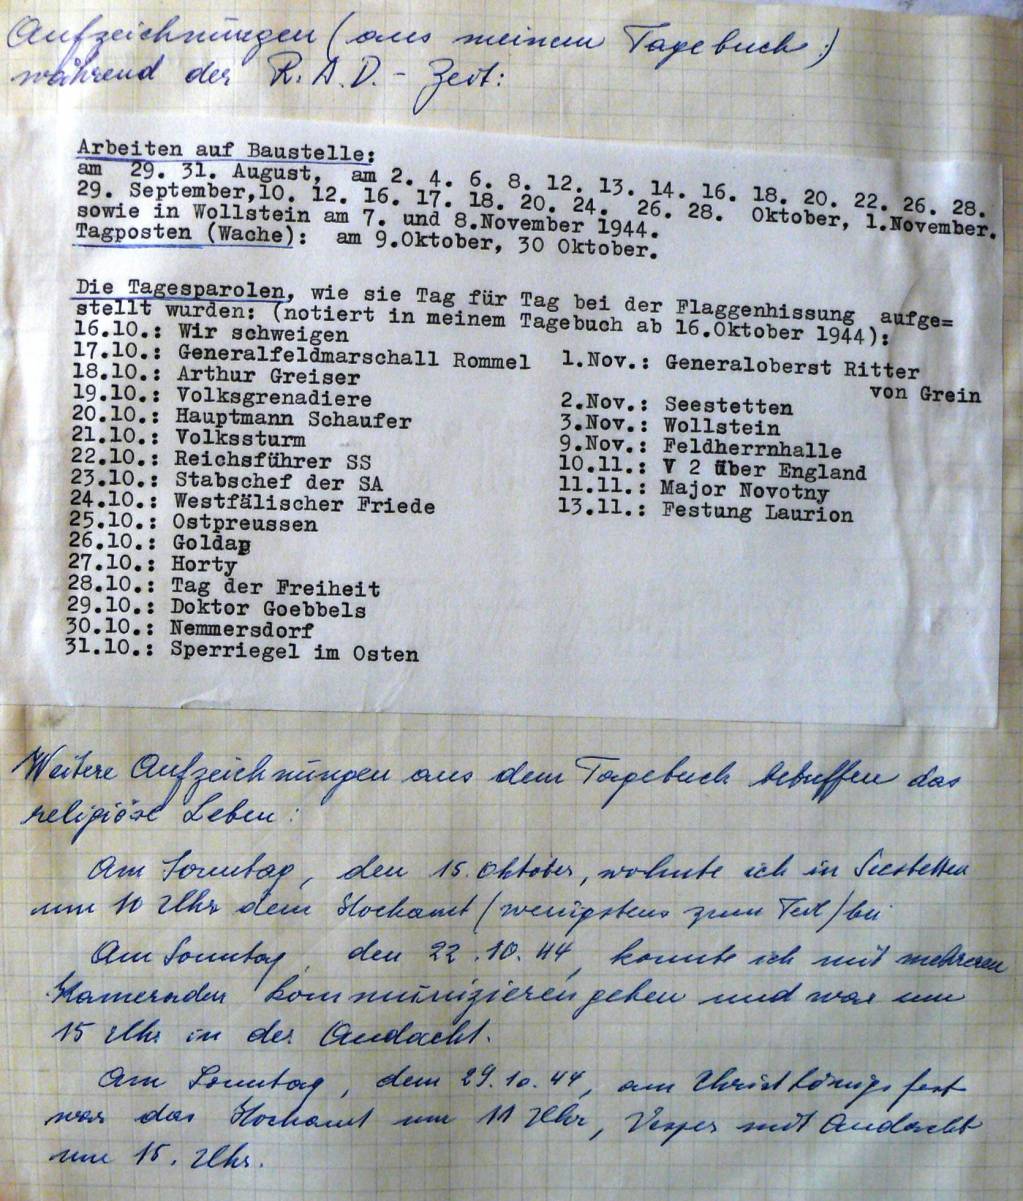 Aufzeichnungen (aus meinem Tagebuch:)
während der R.A.D.-Zeit:
Arbeiten auf Baustelle:
am 29. 31. August, am 2. 4. 6. 8. 12. 13. 14. 16. 18. 20. 22. 26. 28.
29. September, 10. 12. 16. 17. 18. 20. 24. 26. 28. Oktober, 1.November.
sowie in Wollstein am 7. und 8.November 1944.
Tagposten (Wache): am 9.Oktober, 30 Oktober.
Die Tagesparolen, wie sie Tag für Tag bei der Flaggenhissung aufge=
stellt wurden: (notiert in meinem Tagebuch ab 16.Oktober 1944):
16.10.: Wir schweigen
17.10.: Generalfeldmarschall Rommel
18.10.: Arthur Greiser
19.10.: Volksgrenadiere
20.10.: Hauptmann Schaufer
21.10.: Volkssturm
22.10.: Reichsführer SS
23.10.: Stabschef der SA
24.10.: Westfälischer Friede
25.10.: Ostpreussen
26.10.: Goldap
27.10.: Horty
28.10.: Tag der Freiheit
29.10.: Doktor Goebbels
30.10.: Nemmersdorf
31.10.: Sperriegel im Osten
1.Nov.: Generaloberst Ritter
von Grein
2.Nov.: Seestetten
3.Nov.: Wollstein
9.Nov.: Feldherrnhalle
10.11.: V 2 über England
11.11.: Major Novotny
13.11.: Festung Laurion
Weitere Aufzeichnungen aus dem Tagebuch betreffen das
religiöse Leben:
Am Sonntag, den 15. Oktober, wohnte ich in Seestetten
um 10 Uhr dem Hochamt (wenigstens zum Teil) bei
Am Sonntag, den 22.10.44, konnte ich mit mehreren
Kameraden kommunizieren gehen und war um
15 Uhr in der Andacht.
Am Sonntag, dem 29.10.44, am Christkönigsfest
war das Hochamt um 11 Uhr, Vesper mit Andacht
um 15. Uhr.